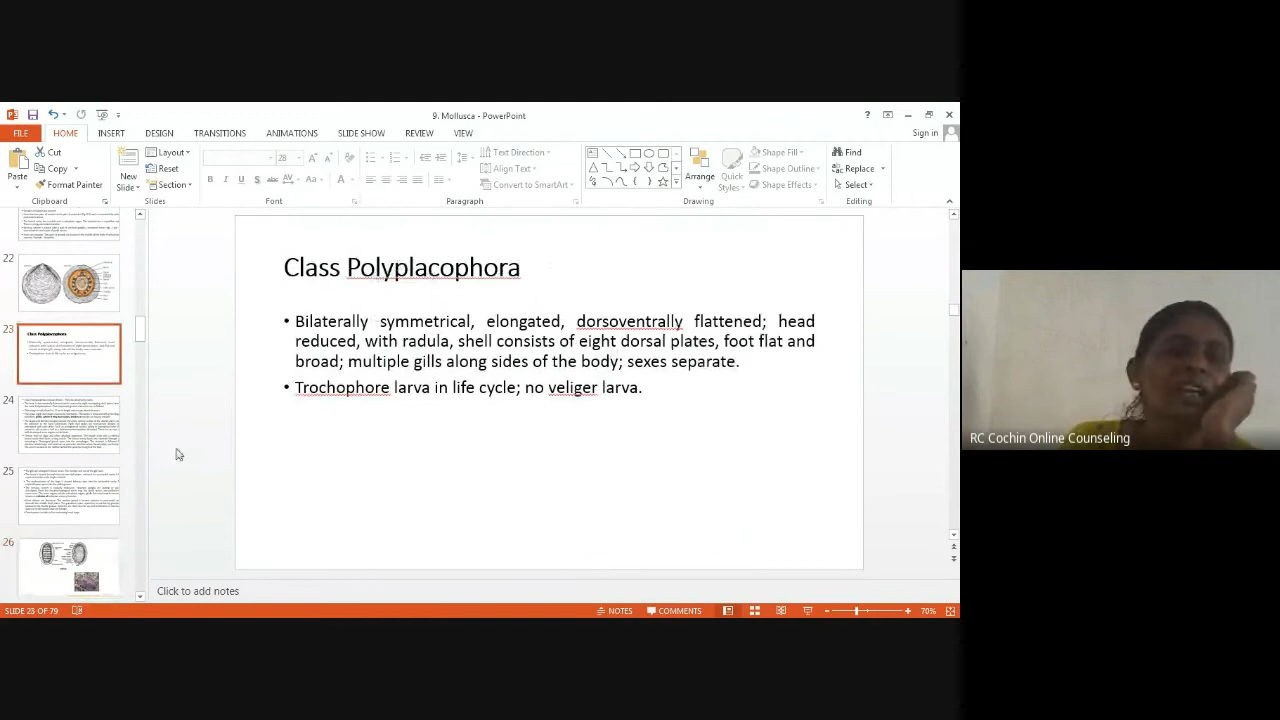 9. Mollusca - PowerPoint
Sign in
FILE HOME INSERT DESIGN TRANSITIONS ANIMATIONS SLIDE SHOW REVIEW VIEW
Paste
Cut
Copy
Format Painter
Clipboard
New
Slide
Layout
Reset
Section
Slides
28
Font
Text Direction
Align Text
Convert to SmartArt
Paragraph
Arrange
Quick
Styles
Shape Fill
Shape Outline
Shape Effects
Drawing
Find
Replace
Select
Editing
22
23
Class Polyplacophora
24
25
26
Class Polyplacophora
• Bilaterally symmetrical, elongated, dorsoventrally flattened; head
reduced, with radula, shell consists of eight dorsal plates, foot flat and
broad; multiple gills along sides of the body; sexes separate.
• Trochophore larva in life cycle; no veliger larva.
Click to add notes
SLIDE 23 OF 79
NOTES
COMMENTS
70%
RC Cochin Online Counseling